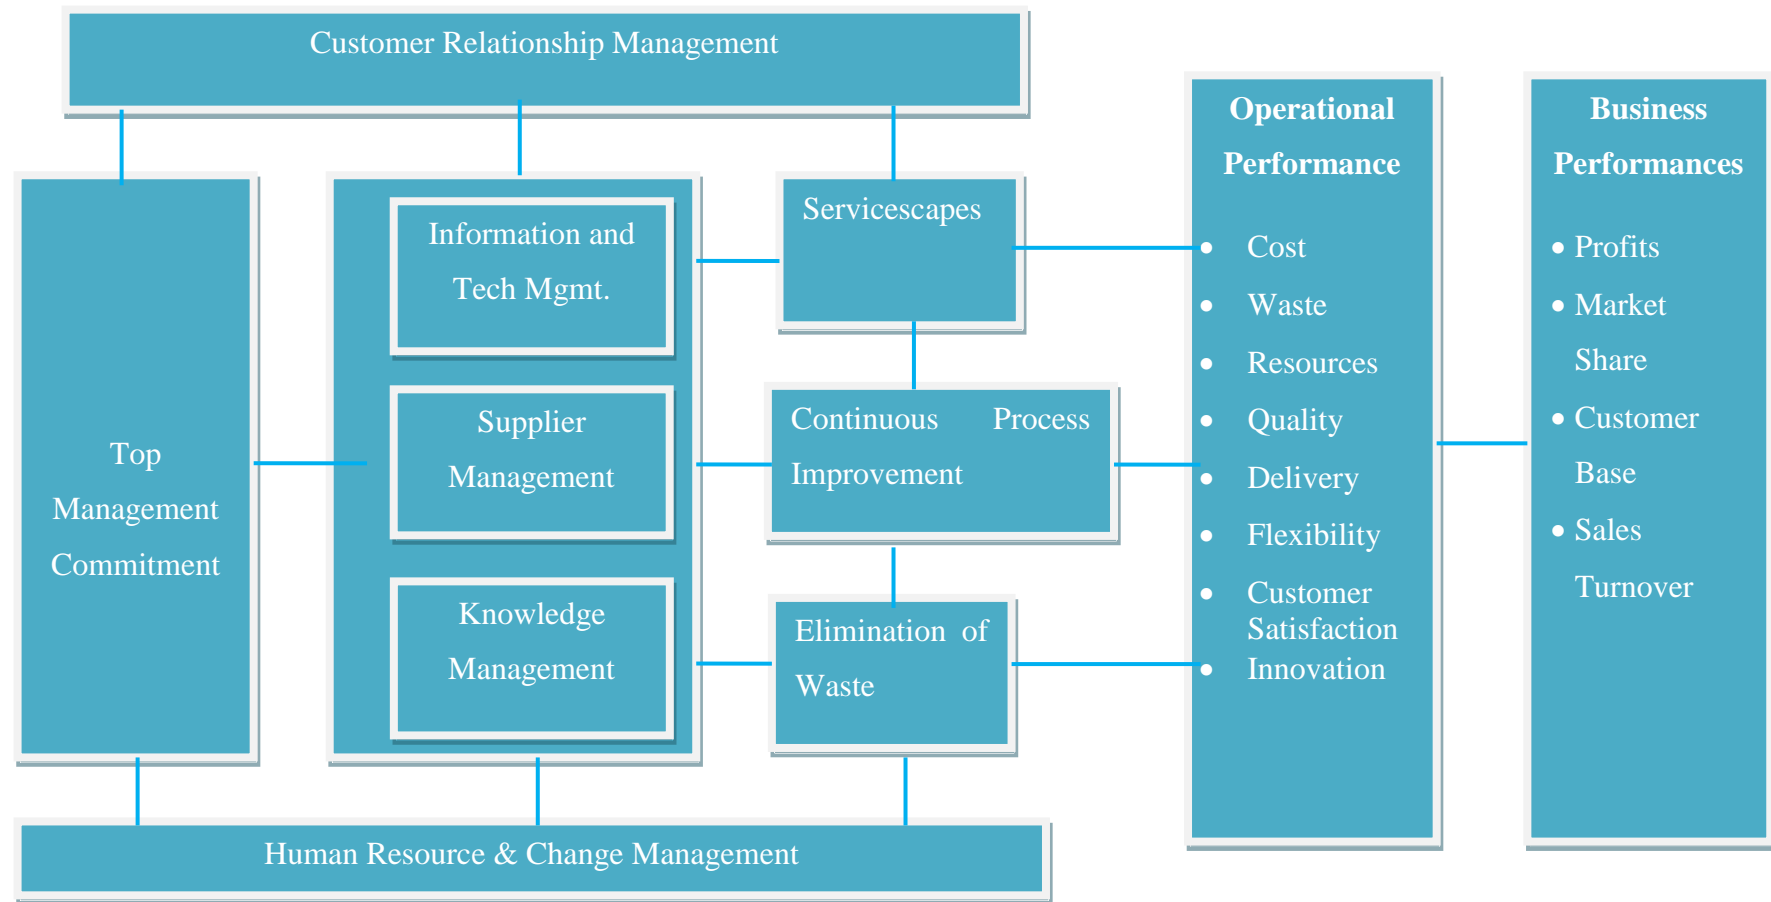 Customer Relationship Management
Top
Management
Commitment
Information and
Tech Mgmt.
Supplier
Management
Knowledge
Management
Servicescapes
Continuous Process
Improvement
Elimination of
Waste
Human Resource & Change Management
Operational
Performance
• Cost
• Waste
• Resources
• Quality
• Delivery
• Flexibility
• Customer
Satisfaction
• Innovation
Business
Performances
• Profits
• Market
Share
• Customer
Base
• Sales
Turnover